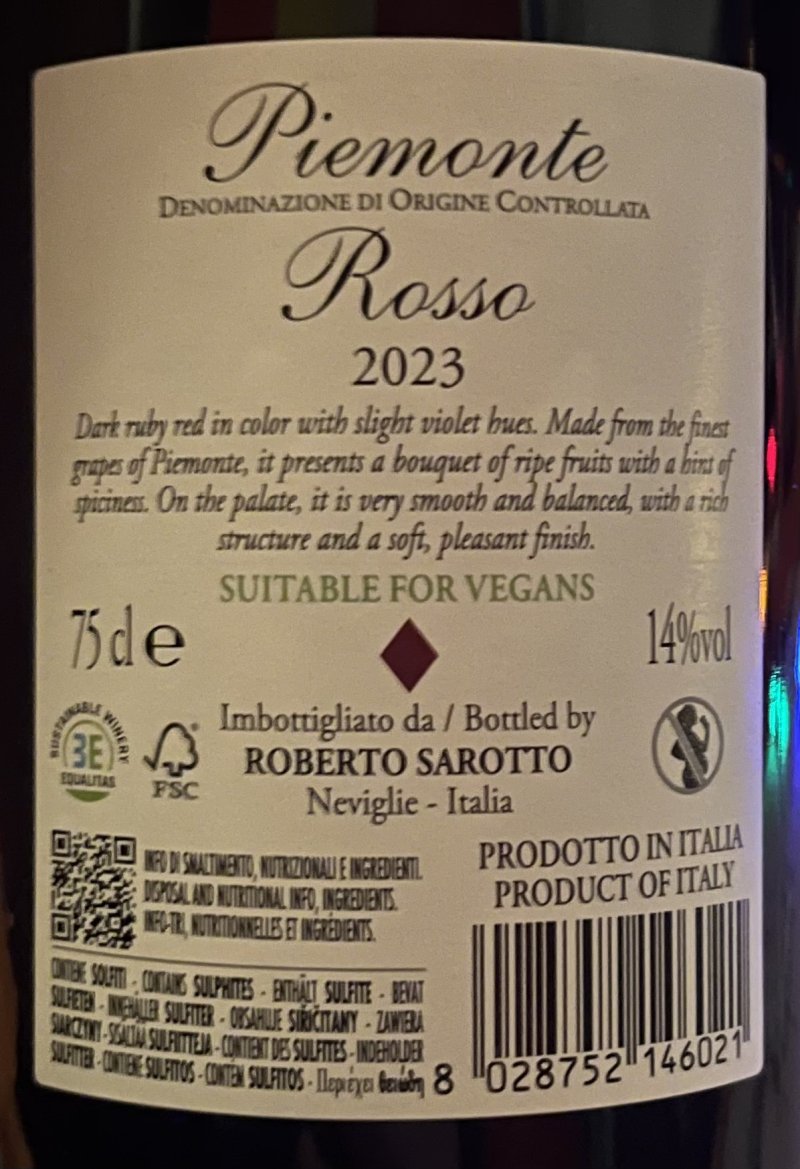 Piemonte
DENOMINAZIONE DI ORIGINE CONTROLLATA
Rosso
2023
Dark ruby red in color with slight violet hues. Made from the finest
grapes of Piemonte, it presents a bouquet of ripe fruits with a hint of
spiciness. On the palate, it is very smooth and balanced, with a rich
structure and a soft, pleasant finish.
SUITABLE FOR VEGANS
75 cl e
14%vol
SUSTAINABLE WINERY
3E
EQUALITAS
FSC
Imbottigliato da / Bottled by
ROBERTO SAROTTO
Neviglie - Italia
INFO DI SMALTIMENTO, NUTRIZIONALI E INGREDIENTI.
DISPOSAL AND NUTRITIONAL INFO, INGREDIENTS.
INFO-TRI, NUTRITIONNELLES ET INGRÉDIENTS.
PRODOTTO IN ITALIA
PRODUCT OF ITALY
CONTIENE SOLFITI - CONTAINS SULPHITES - ENTHÄLT SULFITE - BEVAT
SULFIETEN - INNEHÅLLER SULFITER - OBSAHUJE SIŘIČITANY - ZAWIERA
SIARCZYNY - SISÄLTÄÄ SULFIITTEJA - CONTIENT DES SULFITES - INDEHOLDER
SULFITTER - CONTIENE SULFITOS - CONTÉM SULFITOS - Περιέχει θειώδη
8 028752 146021